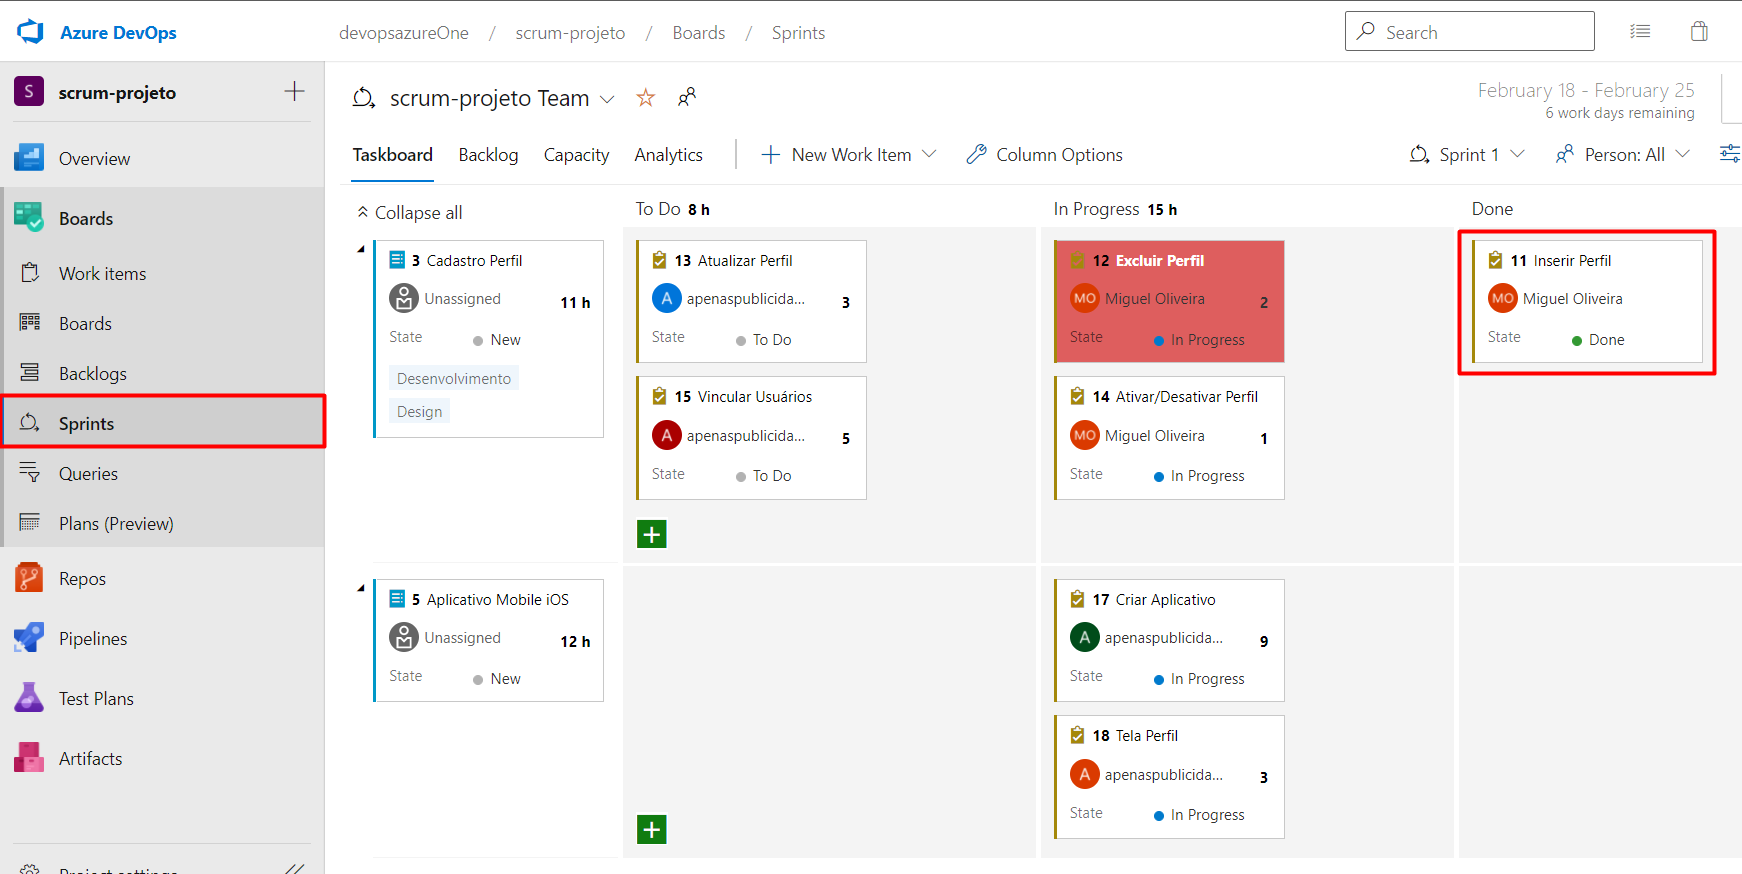 Azure DevOps
devopsazureOne / scrum-projeto / Boards / Sprints
Search
S scrum-projeto
Overview
Boards
Work items
Boards
Backlogs
Sprints
Queries
Plans (Preview)
Repos
Pipelines
Test Plans
Artifacts
Project settings
scrum-projeto Team
February 18 - February 25
6 work days remaining
Taskboard Backlog Capacity Analytics New Work Item Column Options Sprint 1 Person: All
Collapse all To Do 8 h In Progress 15 h Done
3 Cadastro Perfil
Unassigned 11 h
State New
Desenvolvimento
Design
13 Atualizar Perfil
A apenaspublicida... 3
State To Do
15 Vincular Usuários
A apenaspublicida... 5
State To Do
12 Excluir Perfil
MO Miguel Oliveira 2
State In Progress
14 Ativar/Desativar Perfil
MO Miguel Oliveira 1
State In Progress
11 Inserir Perfil
MO Miguel Oliveira
State Done
5 Aplicativo Mobile iOS
Unassigned 12 h
State New
17 Criar Aplicativo
A apenaspublicida... 9
State In Progress
18 Tela Perfil
A apenaspublicida... 3
State In Progress